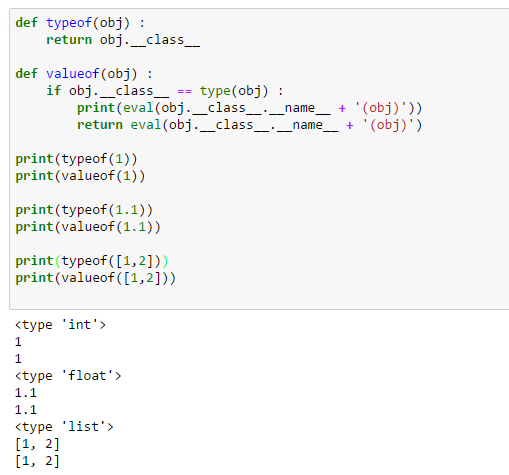 def typeof(obj) :
    return obj.__class__

def valueof(obj) :
    if obj.__class__ == type(obj) :
        print(eval(obj.__class__.__name__ + '(obj)'))
        return eval(obj.__class__.__name__ + '(obj)')

print(typeof(1))
print(valueof(1))

print(typeof(1.1))
print(valueof(1.1))

print(typeof([1,2]))
print(valueof([1,2]))

<type 'int'>
1
1
<type 'float'>
1.1
1.1
<type 'list'>
[1, 2]
[1, 2]